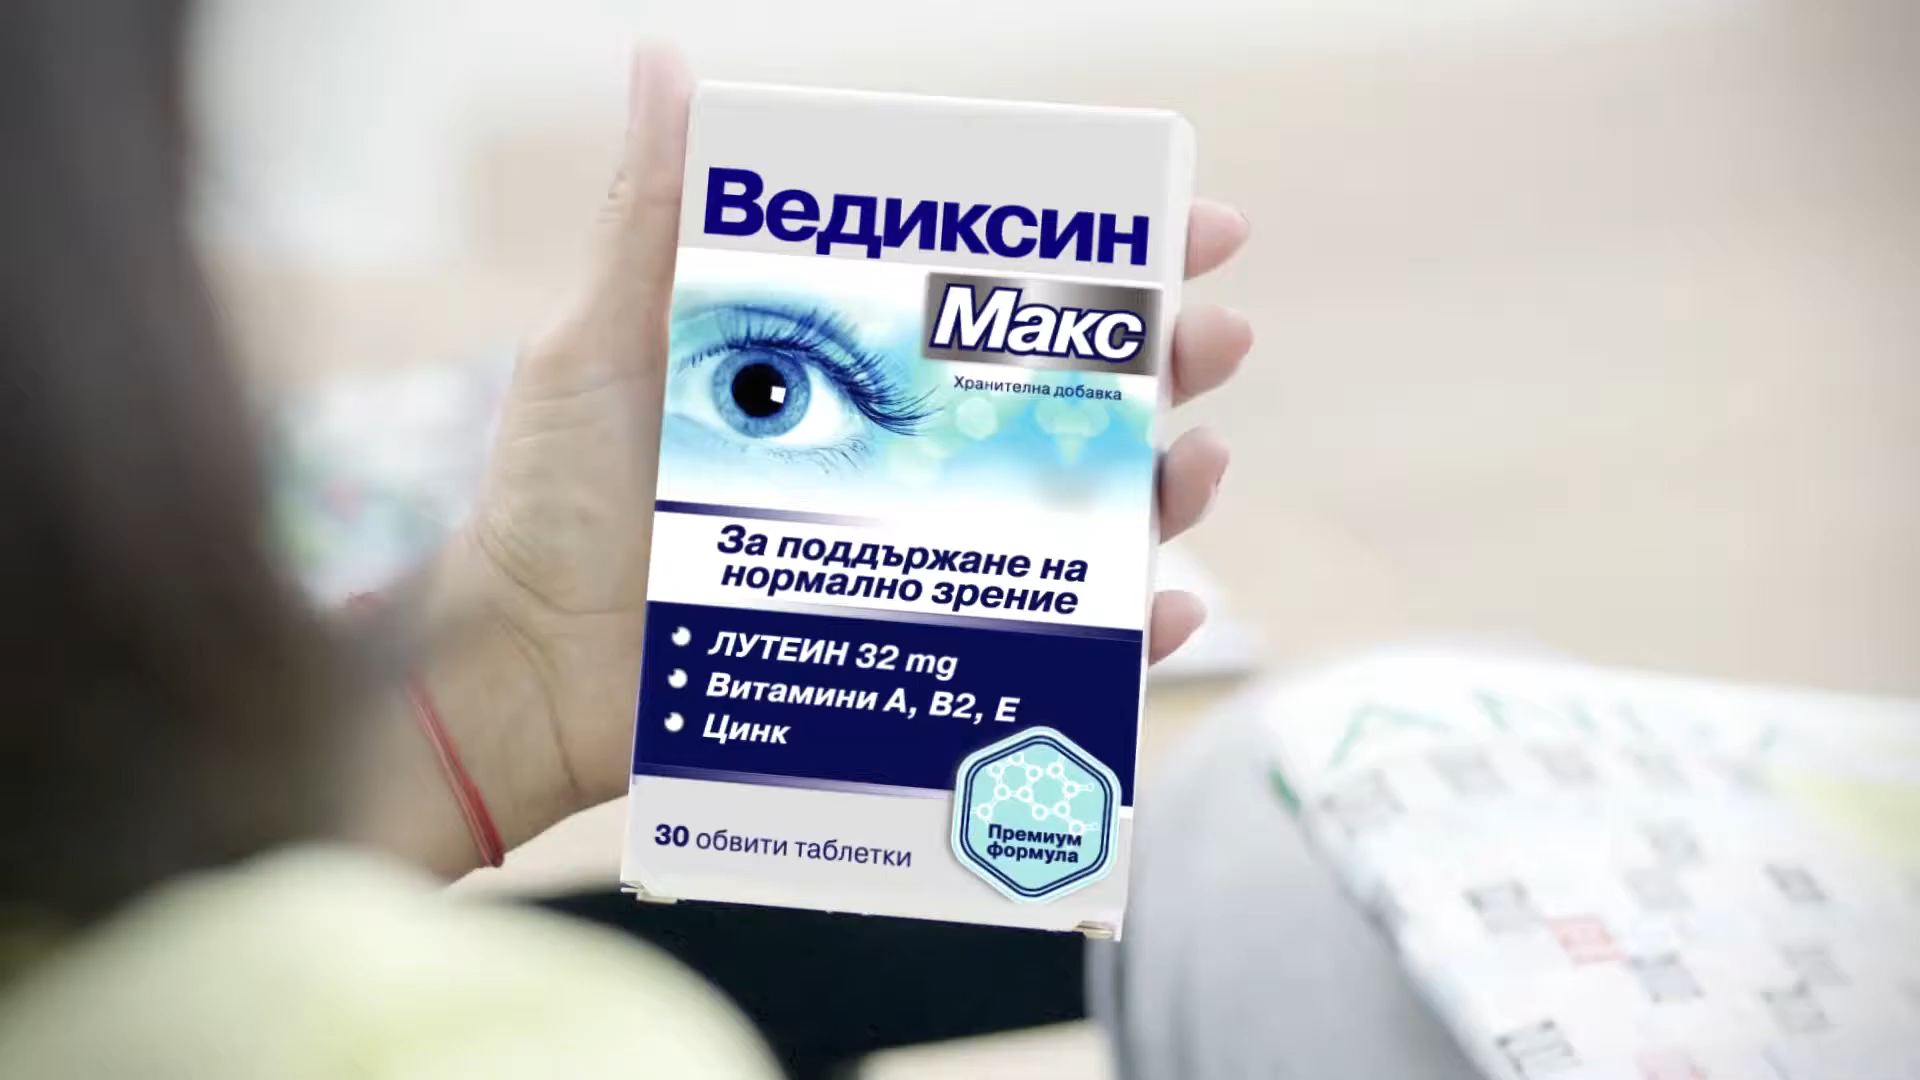 Ведиксин
Макс
Хранителна добавка
За поддържане на
нормално зрение
ЛУТЕИН 32 mg
Витамини А, В2, Е
Цинк
Премиум
формула
30 обвити таблетки